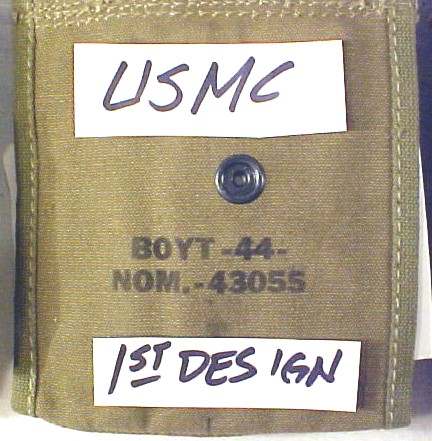 USMC
BOYT -44-
NOM.-43055
1ST DESIGN